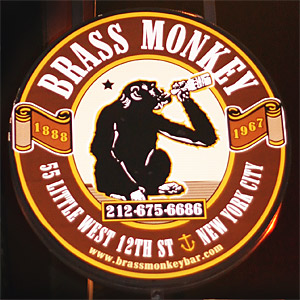 BRASS MONKEY
1888
1967
212-675-6686
55 LITTLE WEST 12TH ST NEW YORK CITY
www.brassmonkeybar.com